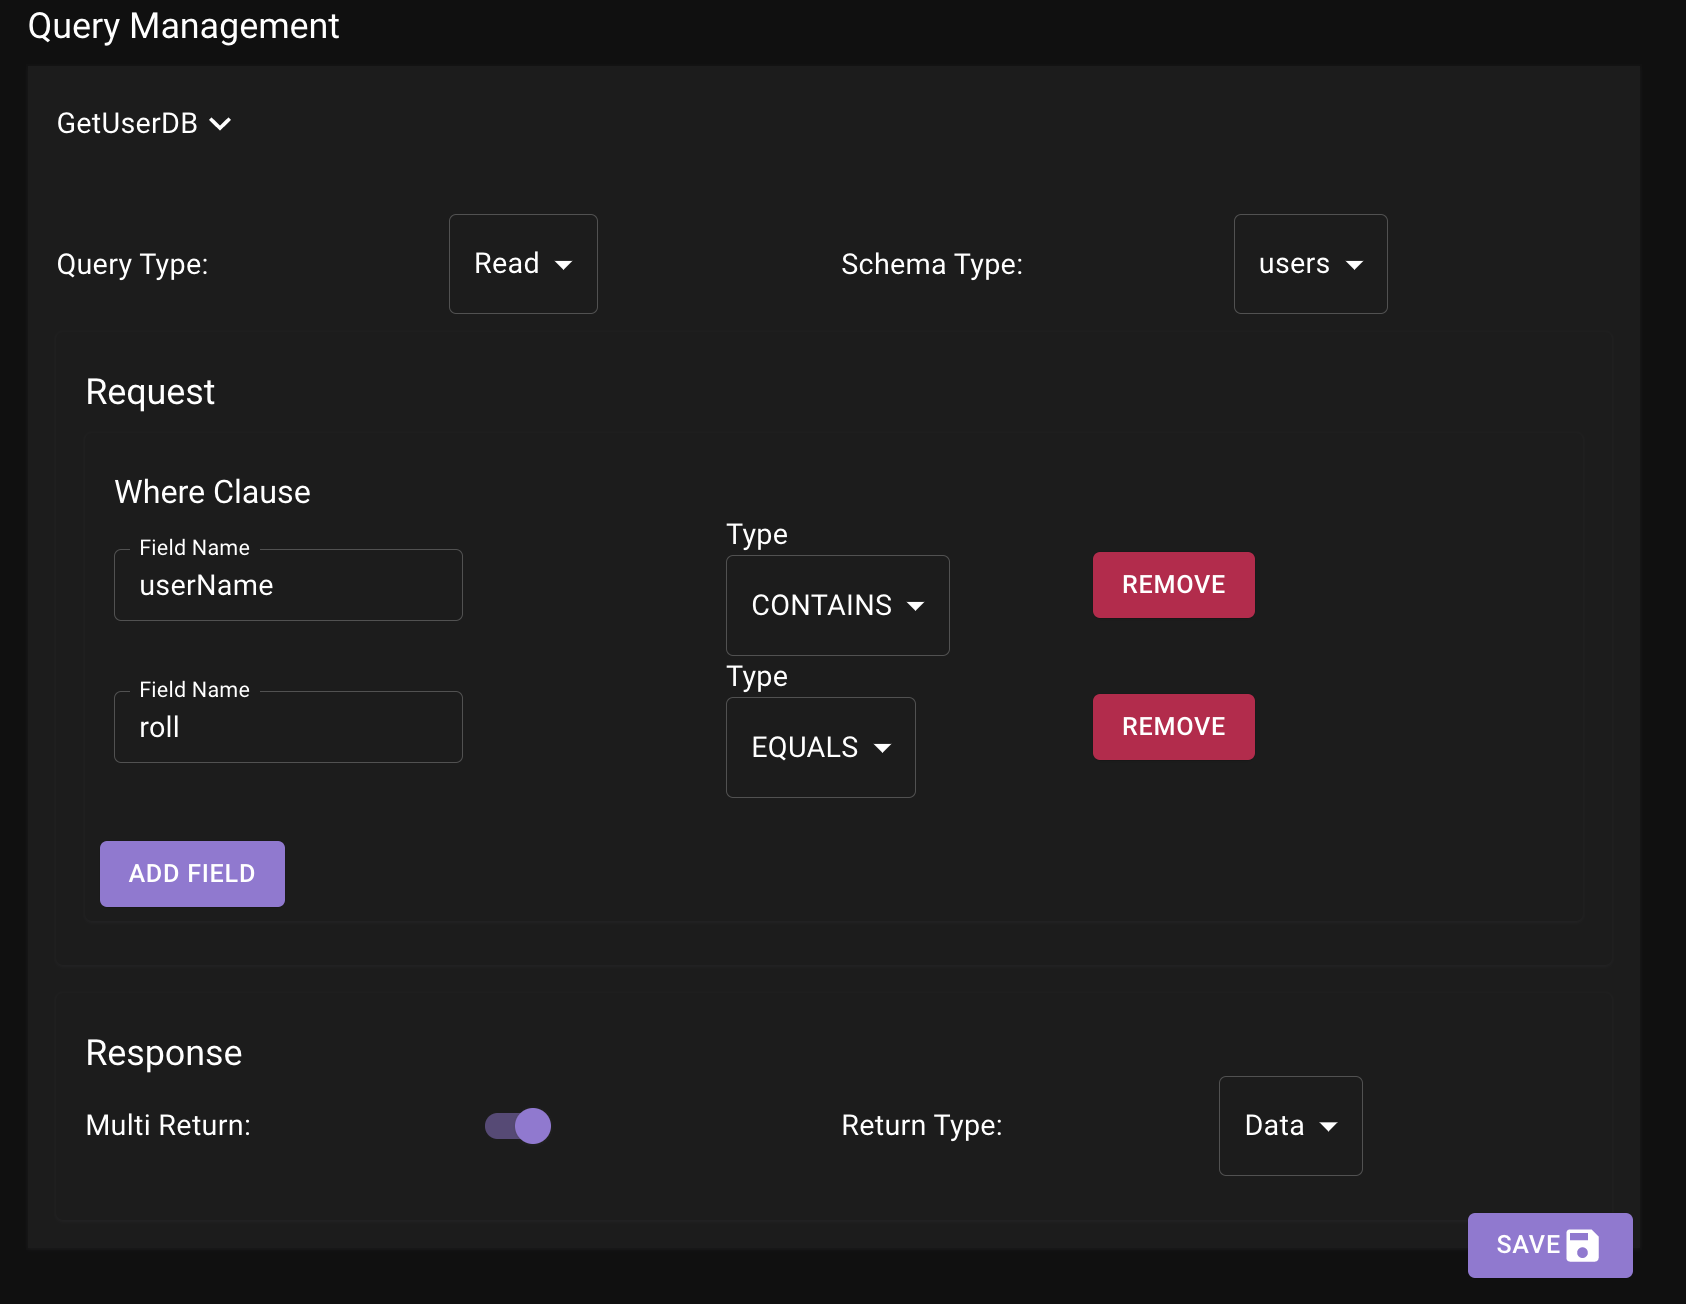 Query Management
GetUserDB
Query Type:
Read
Schema Type:
users
Request
Where Clause
Field Name
userName
Type
CONTAINS
REMOVE
Field Name
roll
Type
EQUALS
REMOVE
ADD FIELD
Response
Multi Return:
Return Type:
Data
SAVE